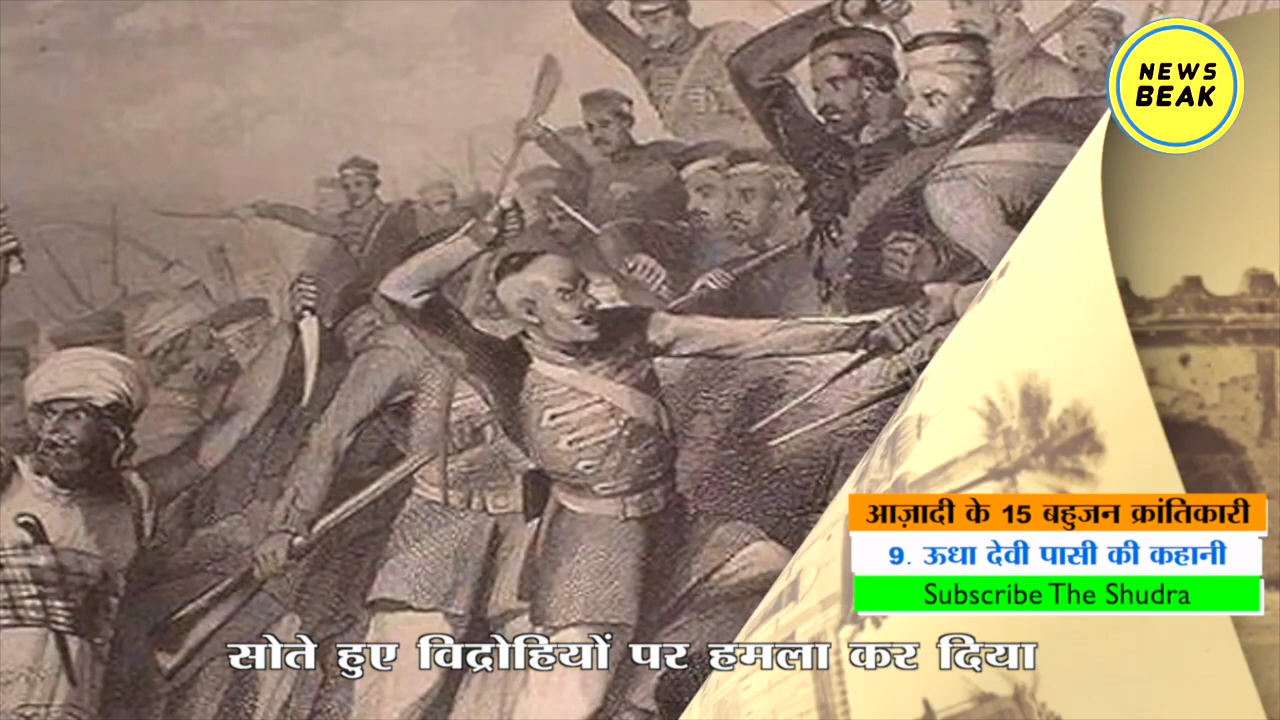 NEWS
BEAK
आज़ादी के 15 बहुजन क्रांतिकारी
9. ऊधा देवी पासी की कहानी
Subscribe The Shudra
सोते हुए विद्रोहियों पर हमला कर दिया